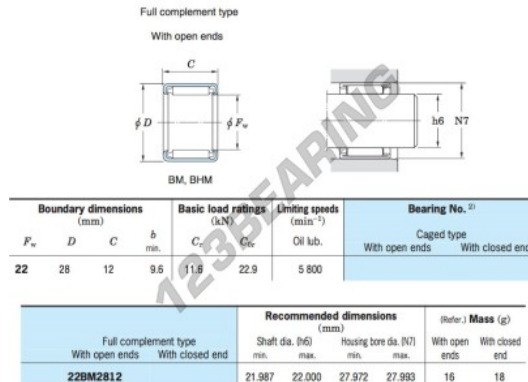 Full complement type
With open ends
C
φ D
φ Fw
h6
N7
BM, BHM
123BEARING
Boundary dimensions
(mm)
Basic load ratings
(kN)
Limiting speeds
(min⁻¹)
Bearing No. 2)
Fw D C b
min.
Cr C0r
Oil lub.
Caged type
With open ends With closed end
22 28 12 9.6 11.6 22.9 5 800
Recommended dimensions
(mm)
(Refer.) Mass (g)
Full complement type
With open ends With closed end
Shaft dia. (h6)
min. max.
Housing bore dia. (N7)
min. max.
With open ends
With closed end
22BM2812 21.987 22.000 27.972 27.993 16 18